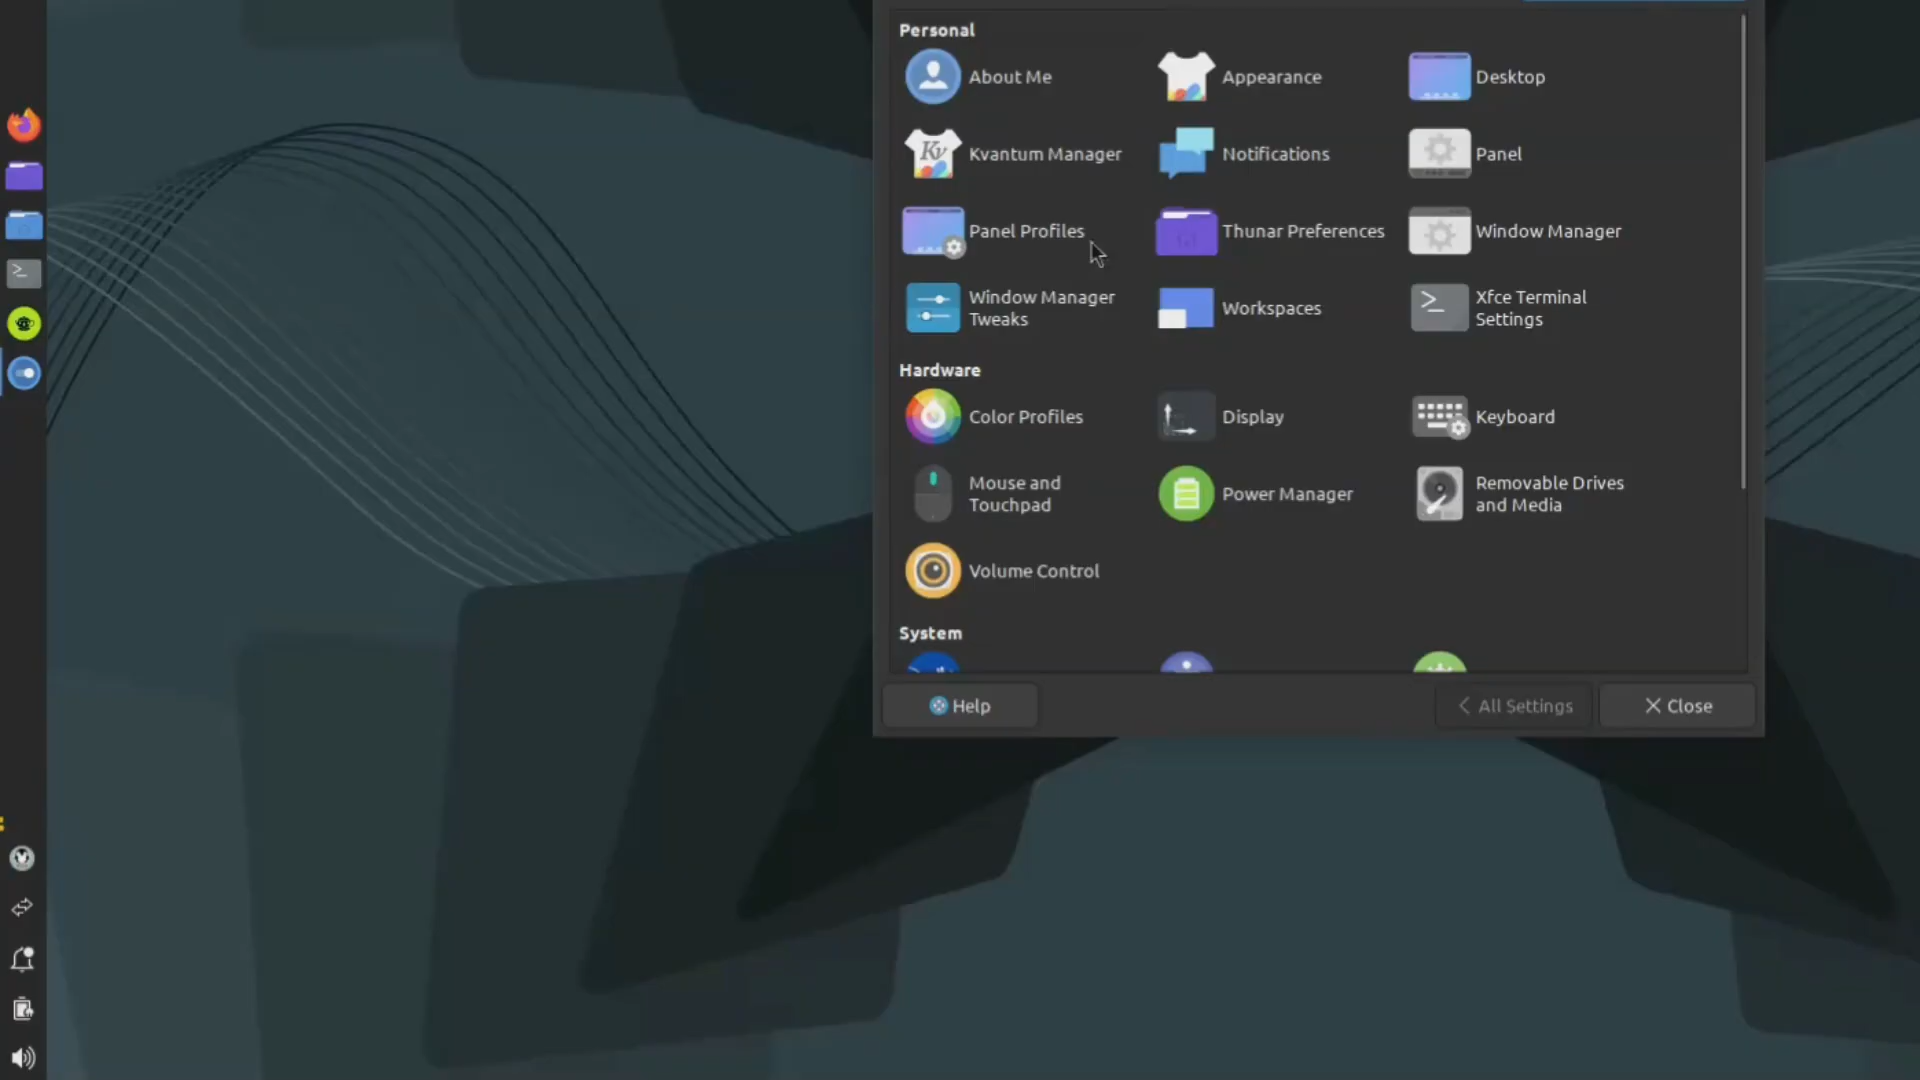 Personal
About Me
Appearance
Desktop
Kvantum Manager
Notifications
Panel
Panel Profiles
Thunar Preferences
Window Manager
Window Manager
Tweaks
Workspaces
Xfce Terminal
Settings
Hardware
Color Profiles
Display
Keyboard
Mouse and
Touchpad
Power Manager
Removable Drives
and Media
Volume Control
System
Help
All Settings
Close